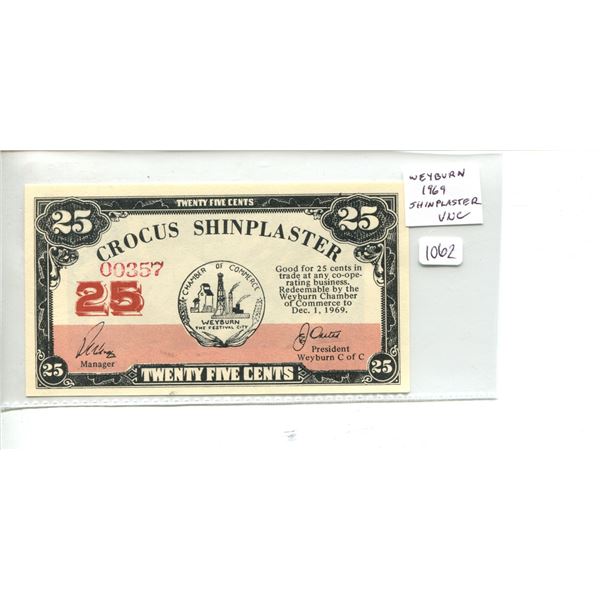 WEYBURN
1969
SHINPLASTER
UNC
1062
TWENTY FIVE CENTS
25
25
CROCUS SHINPLASTER
00357
25
CHAMBER OF COMMERCE
WEYBURN
THE FESTIVAL CITY
Good for 25 cents in
trade at any co-ope-
rating business.
Redeemable by the
Weyburn Chamber
of Commerce to
Dec. 1, 1969.
Manager
President
Weyburn C of C
25
TWENTY FIVE CENTS
25